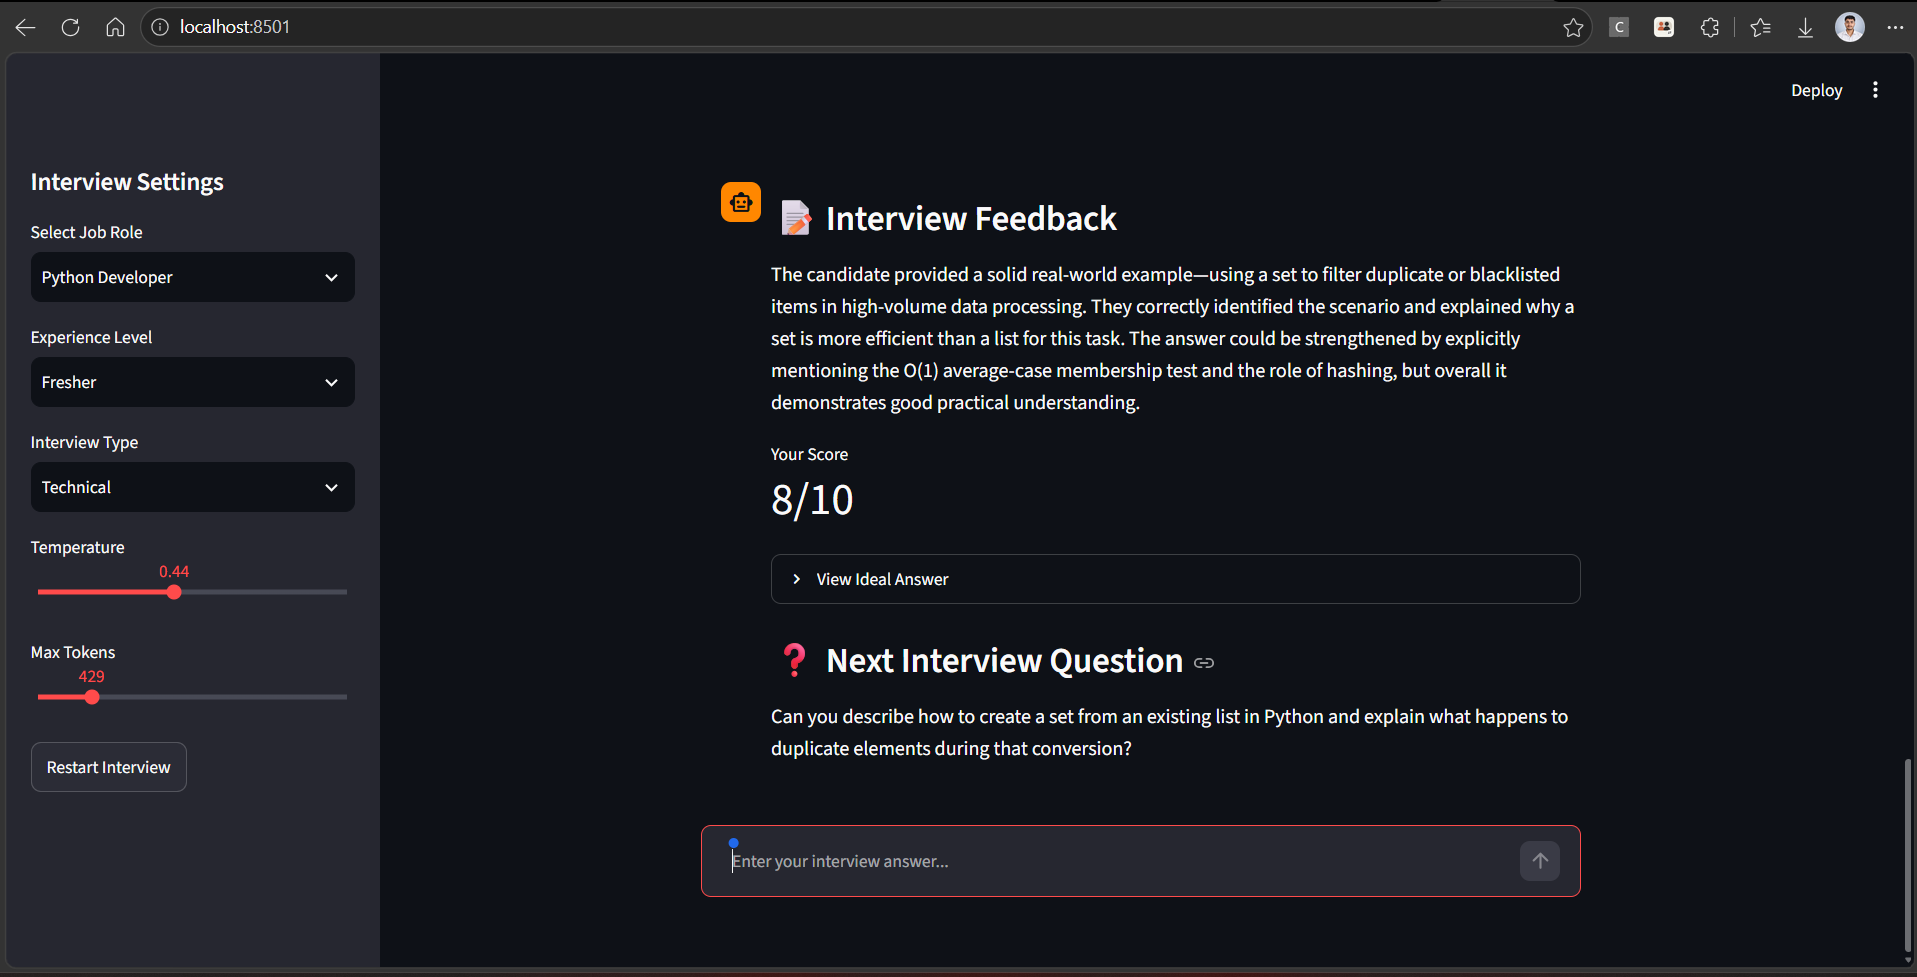 localhost:8501
C
Deploy
Interview Settings
Select Job Role
Python Developer
Experience Level
Fresher
Interview Type
Technical
Temperature
0.44
Max Tokens
429
Restart Interview
Interview Feedback
The candidate provided a solid real-world example—using a set to filter duplicate or blacklisted
items in high-volume data processing. They correctly identified the scenario and explained why a
set is more efficient than a list for this task. The answer could be strengthened by explicitly
mentioning the O(1) average-case membership test and the role of hashing, but overall it
demonstrates good practical understanding.
Your Score
8/10
View Ideal Answer
Next Interview Question
Can you describe how to create a set from an existing list in Python and explain what happens to
duplicate elements during that conversion?
Enter your interview answer...